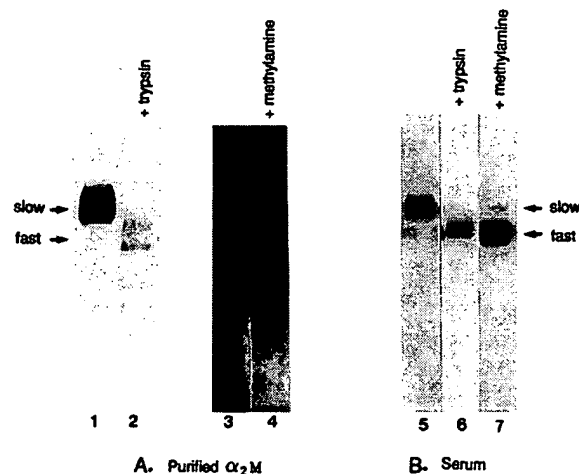 + trypsin
+ methylamine
+ trypsin
+ methylamine
slow
fast
slow
fast
1 2 3 4 5 6 7
A. Purified α₂M
B. Serum